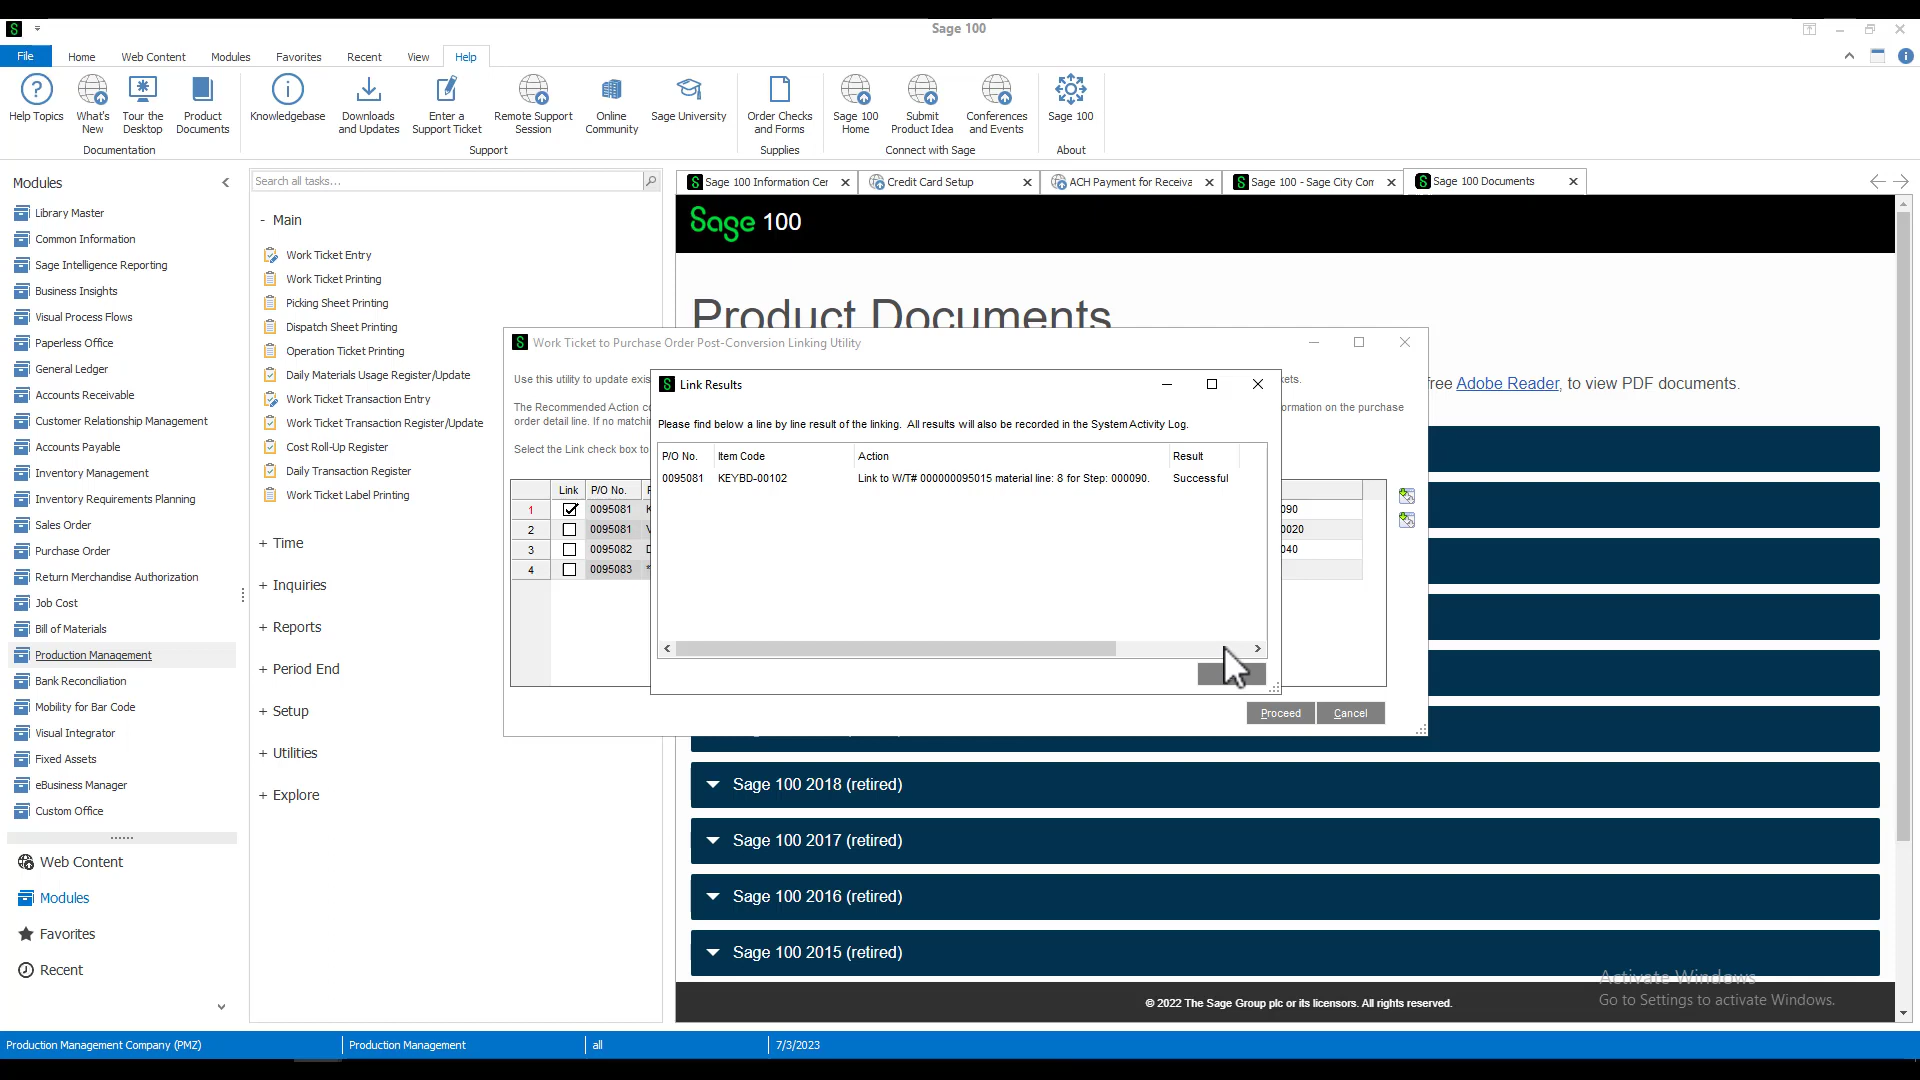 Sage 100
File
Home
Web Content
Modules
Favorites
Recent
View
Help
Help Topics
What's
New
Tour the
Desktop
Product
Documents
Documentation
Knowledgebase
Downloads
and Updates
Enter a
Support Ticket
Remote Support
Session
Online
Community
Sage University
Support
Order Checks
and Forms
Supplies
Sage 100
Home
Submit
Product Idea
Conferences
and Events
Connect with Sage
Sage 100
About
Modules
Library Master
Common Information
Sage Intelligence Reporting
Business Insights
Visual Process Flows
Paperless Office
General Ledger
Accounts Receivable
Customer Relationship Management
Accounts Payable
Inventory Management
Inventory Requirements Planning
Sales Order
Purchase Order
Return Merchandise Authorization
Job Cost
Bill of Materials
Production Management
Bank Reconciliation
Mobility for Bar Code
Visual Integrator
Fixed Assets
eBusiness Manager
Custom Office
Web Content
Modules
Favorites
Recent
Search all tasks...
- Main
Work Ticket Entry
Work Ticket Printing
Picking Sheet Printing
Dispatch Sheet Printing
Operation Ticket Printing
Daily Materials Usage Register/Update
Work Ticket Transaction Entry
Work Ticket Transaction Register/Update
Cost Roll-Up Register
Daily Transaction Register
Work Ticket Label Printing
+ Time
+ Inquiries
+ Reports
+ Period End
+ Setup
+ Utilities
+ Explore
Sage 100 Information Cer
Credit Card Setup
ACH Payment for Receiva
Sage 100 - Sage City Com
Sage 100 Documents
Sage 100
Product Documents
free Adobe Reader, to view PDF documents.
Work Ticket to Purchase Order Post-Conversion Linking Utility
Use this utility to update exis
kets.
The Recommended Action co
ormation on the purchase
order detail line. If no matchin
Select the Link check box to
Link P/O No.
1 0095081 090
2 0095081 0020
3 0095082 040
4 0095083
Proceed
Cancel
Link Results
Please find below a line by line result of the linking. All results will also be recorded in the System Activity Log.
P/O No. Item Code Action Result
0095081 KEYBD-00102 Link to W/T# 000000095015 material line: 8 for Step: 000090. Successful
Sage 100 2018 (retired)
Sage 100 2017 (retired)
Sage 100 2016 (retired)
Sage 100 2015 (retired)
© 2022 The Sage Group plc or its licensors. All rights reserved.
Activate Windows
Go to Settings to activate Windows.
Production Management Company (PMZ)
Production Management
all
7/3/2023